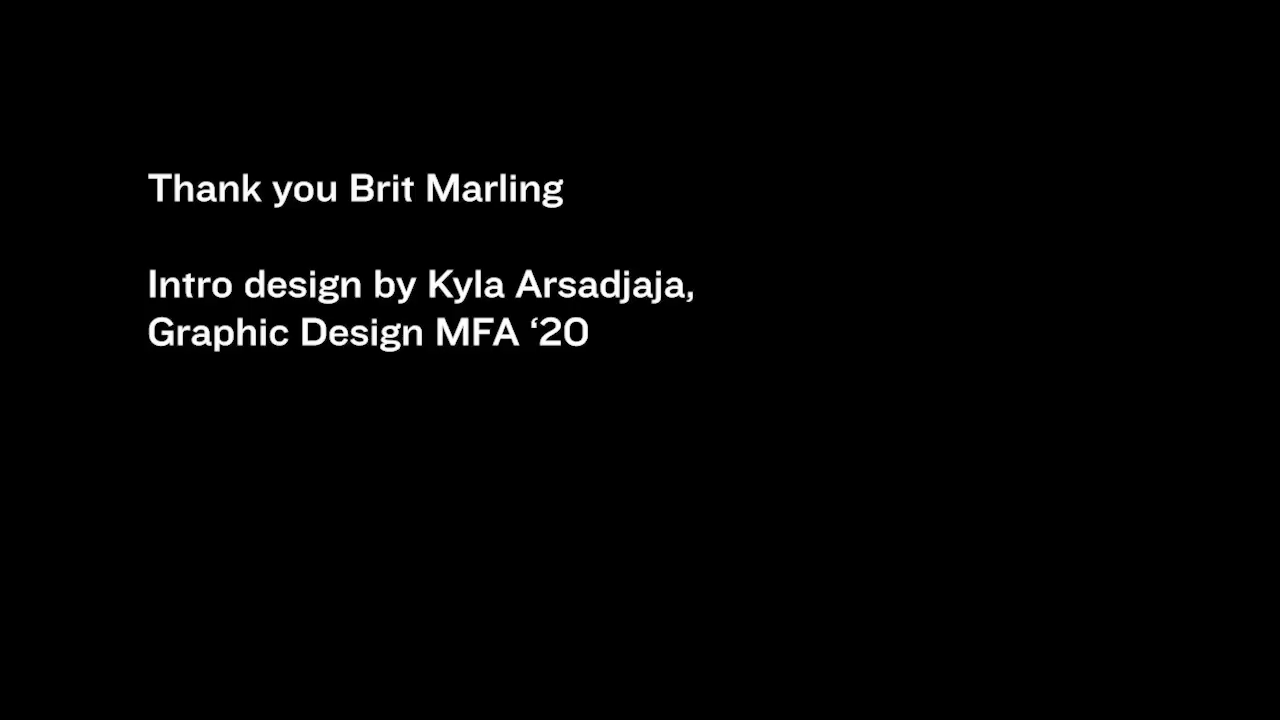 Thank you Brit Marling
Intro design by Kyla Arsadjaja,
Graphic Design MFA ‘20